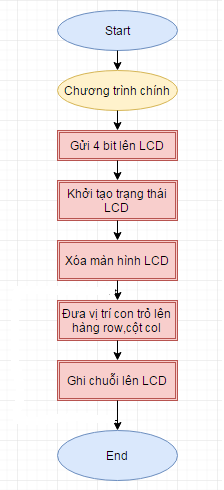 Start
Chương trình chính
Gửi 4 bit lên LCD
Khởi tạo trạng thái
LCD
Xóa màn hình LCD
Đưa vị trí con trỏ lên
hàng row,cột col
Ghi chuỗi lên LCD
End